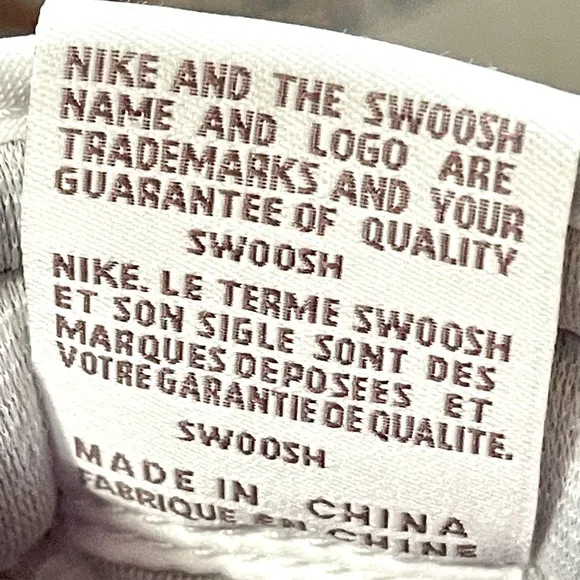 NIKE AND THE SWOOSH
NAME AND LOGO ARE
TRADEMARKS AND YOUR
GUARANTEE OF QUALITY
SWOOSH
NIKE. LE TERME SWOOSH
ET SON SIGLE SONT DES
MARQUES DEPOSEES ET
VOTRE GARANTIE DE QUALITE.
SWOOSH
MADE IN CHINA
FABRIQUE EN CHINE